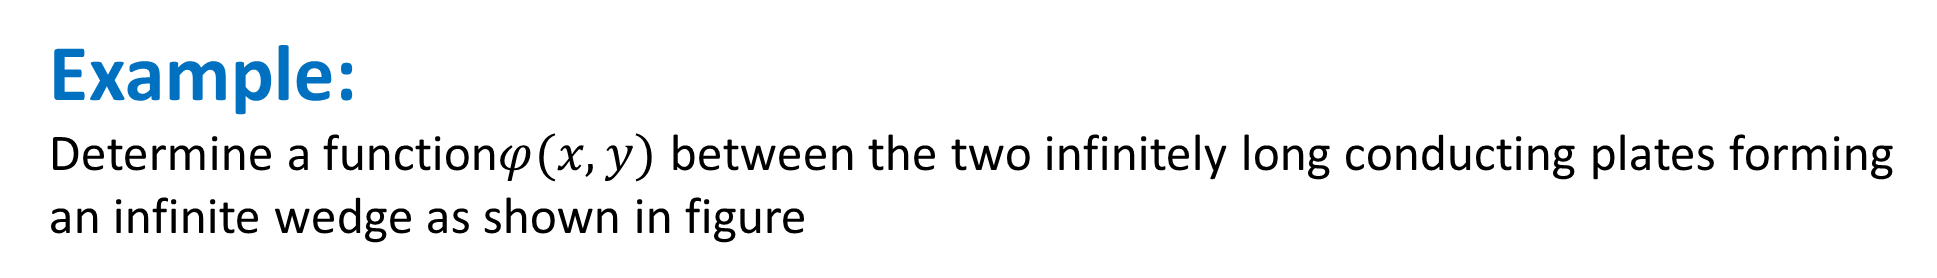 Example:
Determine a function𝜑(𝑥, 𝑦) between the two infinitely long conducting plates forming
an infinite wedge as shown in figure